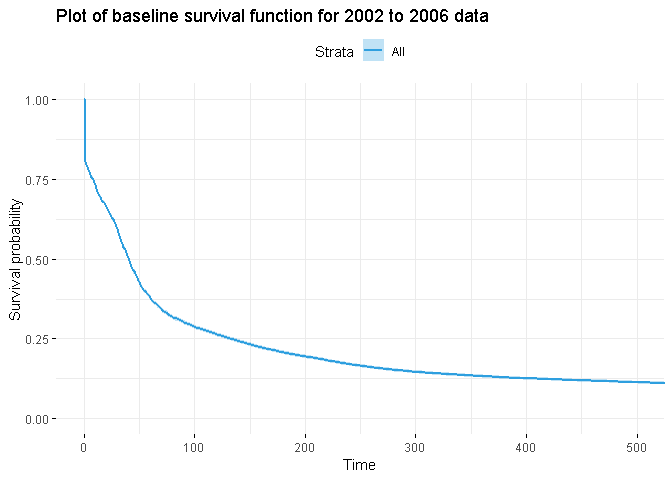 Plot of baseline survival function for 2002 to 2006 data
Strata All
1.00
0.75
0.50
0.25
0.00
Survival probability
0 100 200 300 400 500
Time